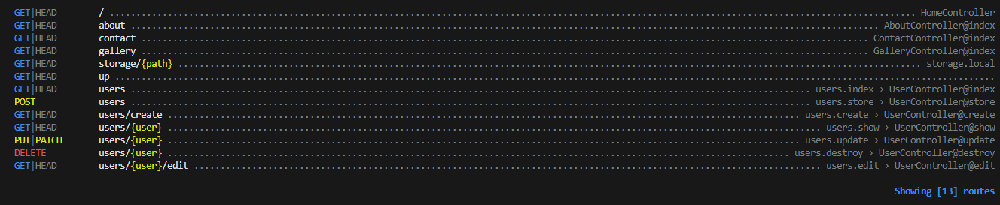 GET|HEAD / ........................................................................................................................................................ HomeController
GET|HEAD about ............................................................................................................................................. AboutController@index
GET|HEAD contact ......................................................................................................................................... ContactController@index
GET|HEAD gallery ......................................................................................................................................... GalleryController@index
GET|HEAD storage/{path} ............................................................................................................................................ storage.local
GET|HEAD up .......................................................................................................................................................................
GET|HEAD users ................................................................................................................................ users.index › UserController@index
POST users ................................................................................................................................ users.store › UserController@store
GET|HEAD users/create ....................................................................................................................... users.create › UserController@create
GET|HEAD users/{user} ........................................................................................................................... users.show › UserController@show
PUT|PATCH users/{user} ....................................................................................................................... users.update › UserController@update
DELETE users/{user} ..................................................................................................................... users.destroy › UserController@destroy
GET|HEAD users/{user}/edit ...................................................................................................................... users.edit › UserController@edit
Showing [13] routes